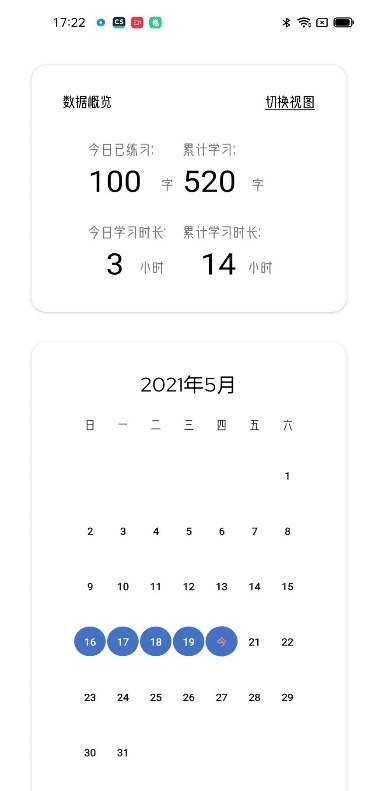 17:22
数据概览 切换视图
今日已练习: 累计学习:
100 字 520 字
今日学习时长: 累计学习时长:
3 小时 14 小时
2021年5月
日 一 二 三 四 五 六
1
2 3 4 5 6 7 8
9 10 11 12 13 14 15
16 17 18 19 今 21 22
23 24 25 26 27 28 29
30 31